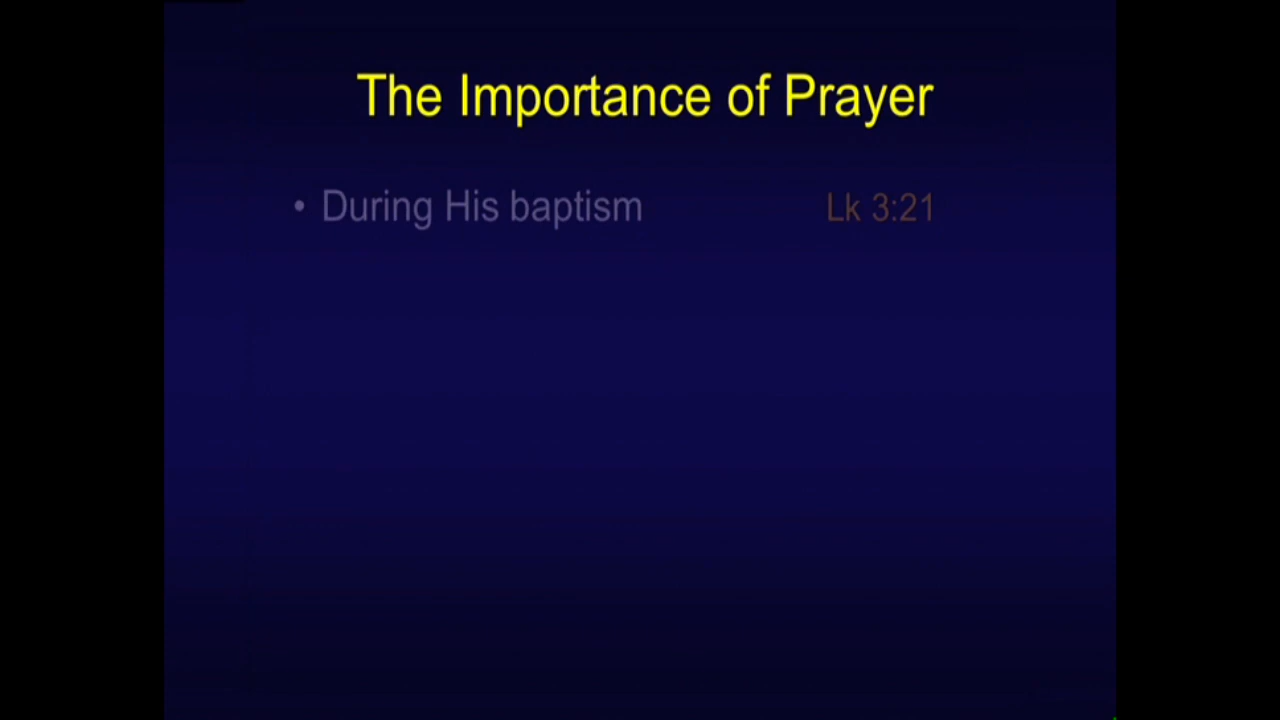 The Importance of Prayer
• During His baptism Lk 3:21